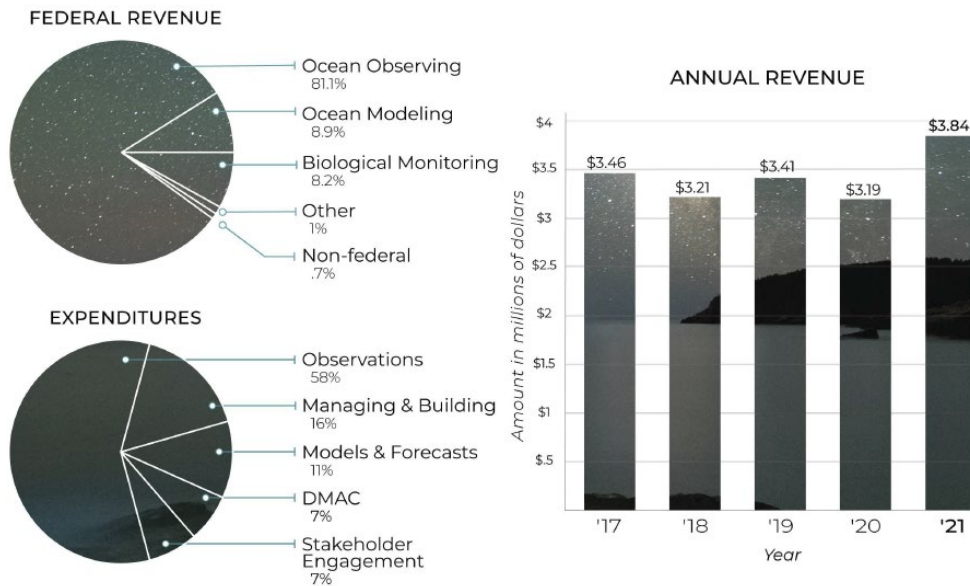 FEDERAL REVENUE
Ocean Observing
81.1%
Ocean Modeling
8.9%
Biological Monitoring
8.2%
Other
1%
Non-federal
.7%
EXPENDITURES
Observations
58%
Managing & Building
16%
Models & Forecasts
11%
DMAC
7%
Stakeholder
Engagement
7%
ANNUAL REVENUE
Amount in millions of dollars
$4
$3.5
$3
$2.5
$2
$1.5
$1
$.5
$3.46
$3.21
$3.41
$3.19
$3.84
'17
'18
'19
'20
'21
Year